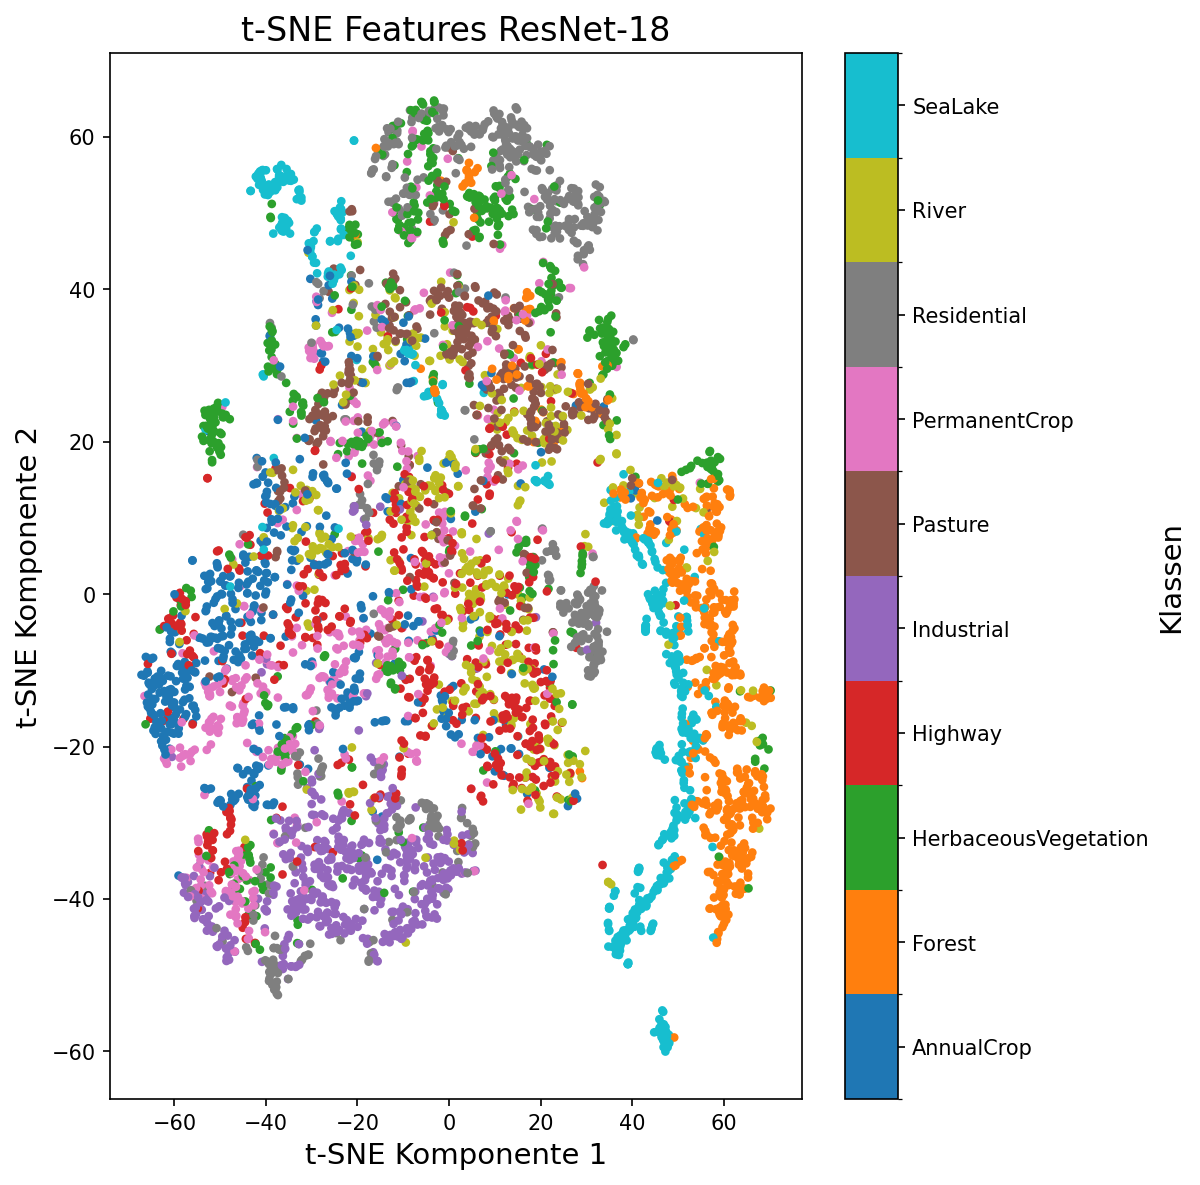 t-SNE Features ResNet-18
60
40
20
0
−20
−40
−60
t-SNE Komponente 2
−60 −40 −20 0 20 40 60
t-SNE Komponente 1
SeaLake
River
Residential
PermanentCrop
Pasture
Industrial
Highway
HerbaceousVegetation
Forest
AnnualCrop
Klassen